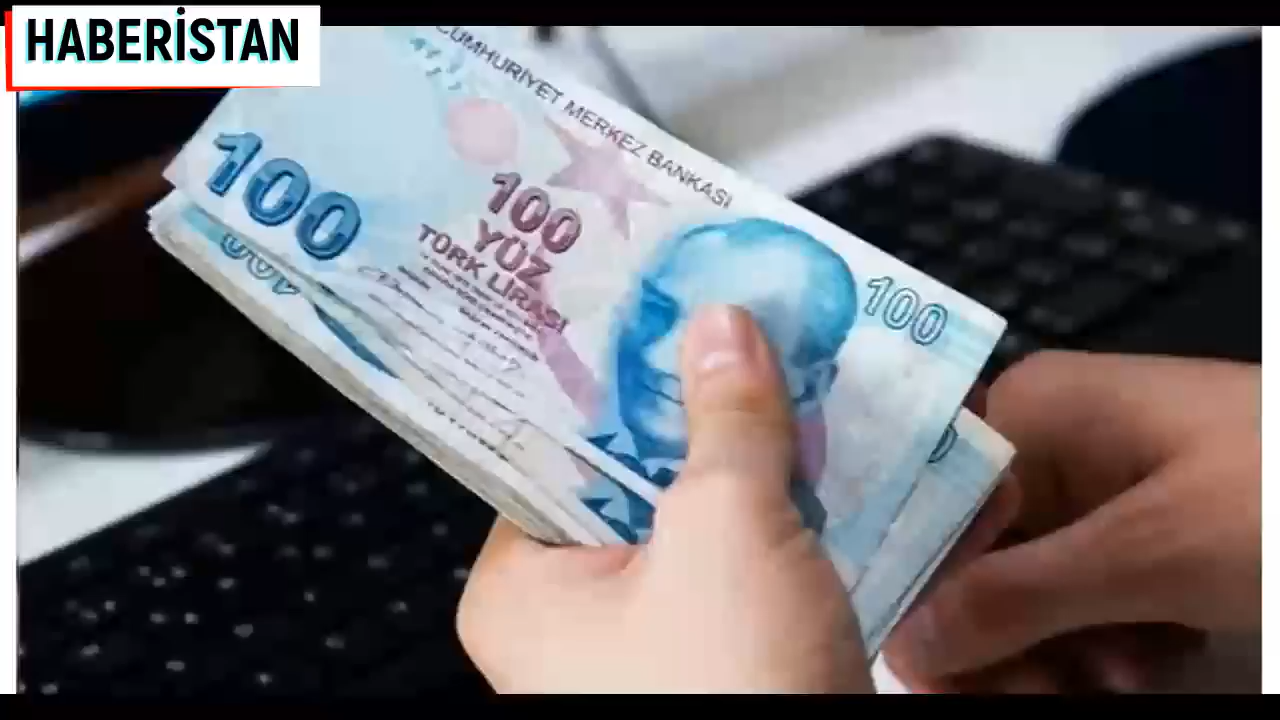 HABERİSTAN
CUMHURİYET MERKEZ BANKASI
100
100
YÜZ
TÜRK LİRASI
100